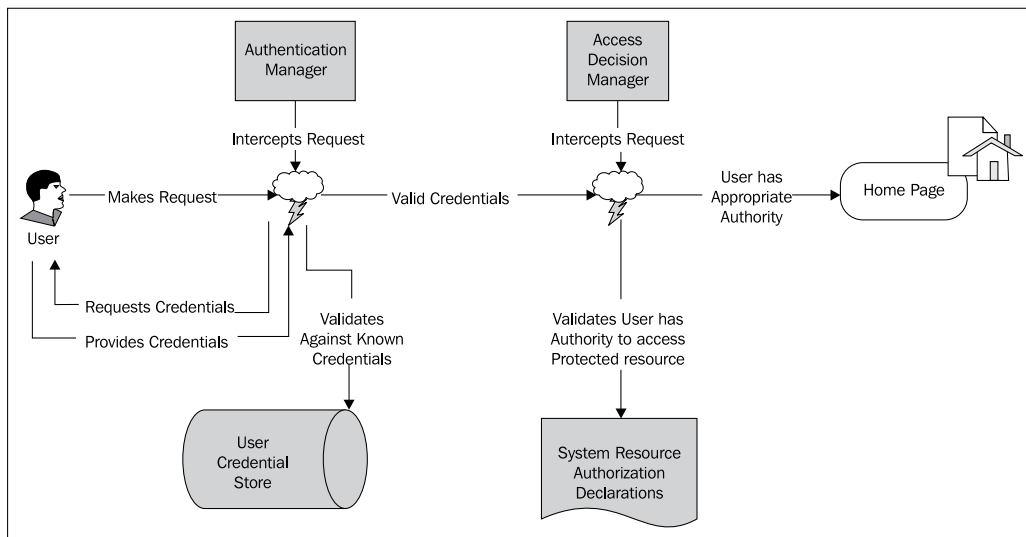 Authentication
Manager
Access
Decision
Manager
Intercepts Request
Intercepts Request
User
Makes Request
Valid Credentials
User has
Appropriate
Authority
Home Page
Requests Credentials
Provides Credentials
Validates
Against Known
Credentials
Validates User has
Authority to access
Protected resource
User
Credential
Store
System Resource
Authorization
Declarations